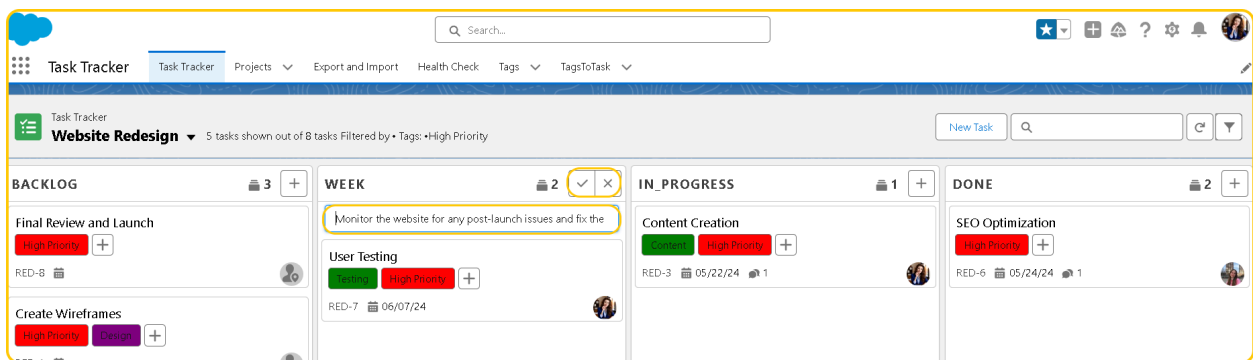 Search...
Task Tracker
Task Tracker Projects Export and Import Health Check Tags TagsToTask
Task Tracker
Website Redesign 5 tasks shown out of 8 tasks Filtered by • Tags: •High Priority
New Task
BACKLOG 3
Final Review and Launch
High Priority
RED-8
Create Wireframes
High Priority Design
WEEK 2
Monitor the website for any post-launch issues and fix the
User Testing
Testing High Priority
RED-7 06/07/24
IN_PROGRESS 1
Content Creation
Content High Priority
RED-3 05/22/24 1
DONE 2
SEO Optimization
High Priority
RED-6 05/24/24 1